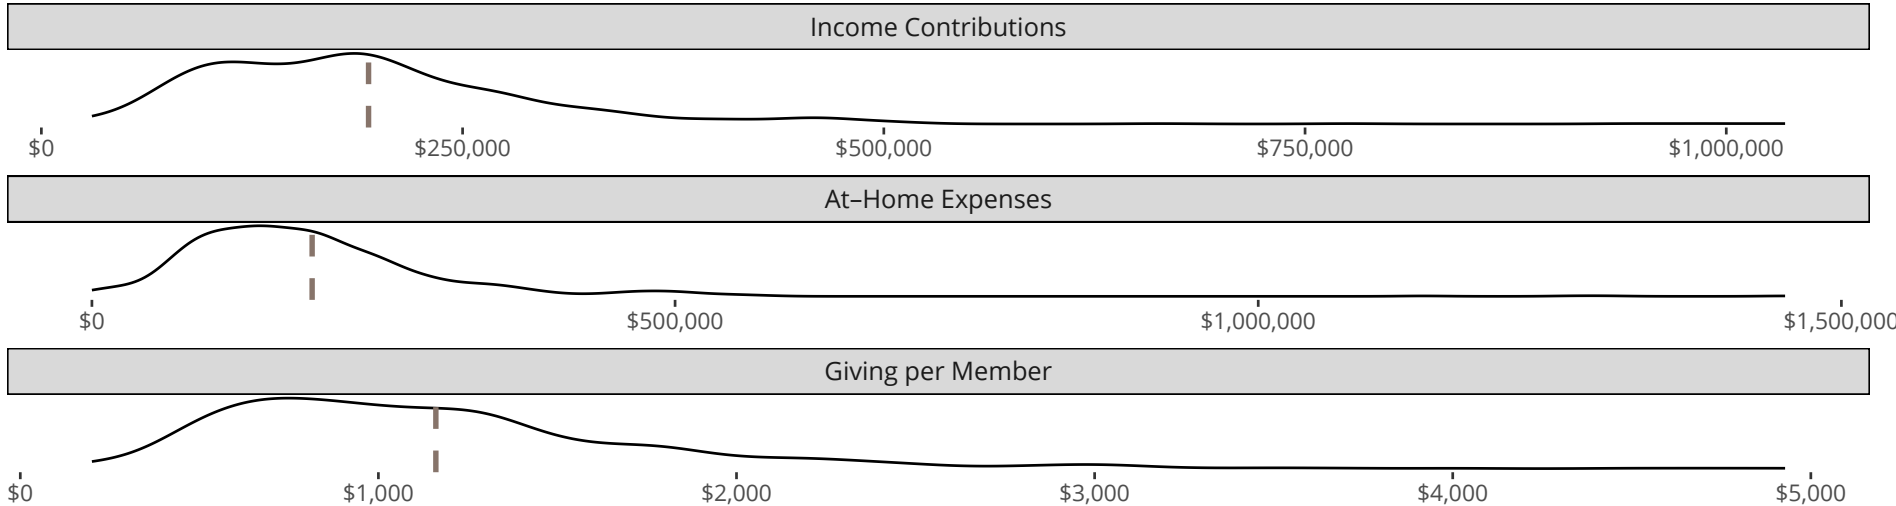 Income Contributions
$0 $250,000 $500,000 $750,000 $1,000,000
At–Home Expenses
$0 $500,000 $1,000,000 $1,500,000
Giving per Member
$0 $1,000 $2,000 $3,000 $4,000 $5,000